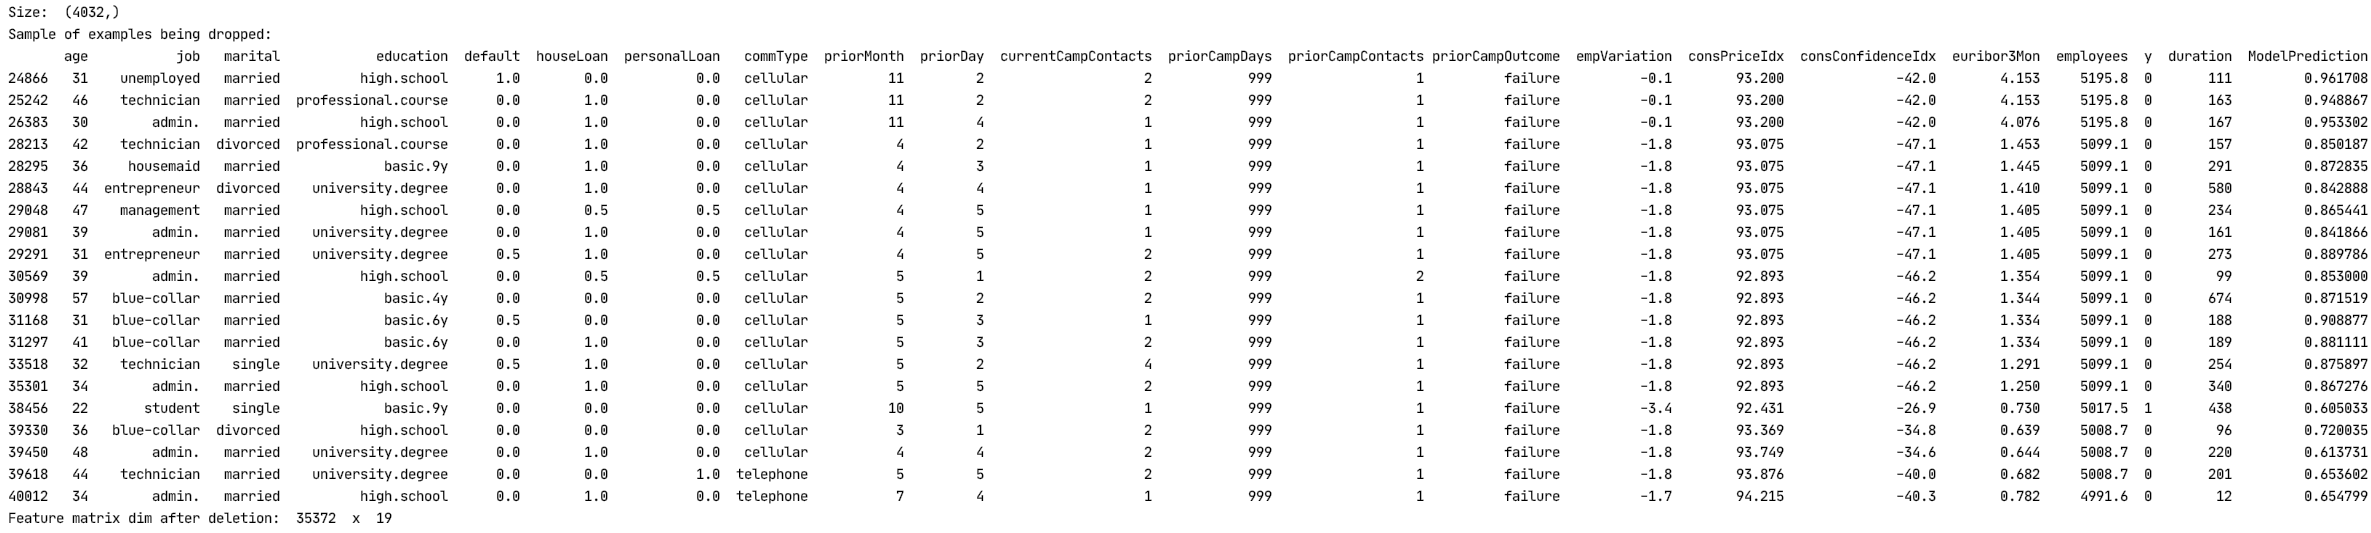 Size:  (4032,)
Sample of examples being dropped:
age job marital education default houseLoan personalLoan commType priorMonth priorDay currentCampContacts priorCampDays priorCampContacts priorCampOutcome empVariation consPriceIdx consConfidenceIdx euribor3Mon employees y duration ModelPrediction
24866 31 unemployed married high.school 1.0 0.0 0.0 cellular 11 2 2 999 1 failure -0.1 93.200 -42.0 4.153 5195.8 0 111 0.961708
25242 46 technician married professional.course 0.0 1.0 0.0 cellular 11 2 2 999 1 failure -0.1 93.200 -42.0 4.153 5195.8 0 163 0.948867
26383 30 admin. married high.school 0.0 1.0 0.0 cellular 11 4 1 999 1 failure -0.1 93.200 -42.0 4.076 5195.8 0 167 0.953302
28213 42 technician divorced professional.course 0.0 1.0 0.0 cellular 4 2 1 999 1 failure -1.8 93.075 -47.1 1.453 5099.1 0 157 0.850187
28295 36 housemaid married basic.9y 0.0 1.0 0.0 cellular 4 3 1 999 1 failure -1.8 93.075 -47.1 1.445 5099.1 0 291 0.872835
28843 44 entrepreneur divorced university.degree 0.0 1.0 0.0 cellular 4 4 1 999 1 failure -1.8 93.075 -47.1 1.410 5099.1 0 580 0.842888
29048 47 management married high.school 0.0 0.5 0.5 cellular 4 5 1 999 1 failure -1.8 93.075 -47.1 1.405 5099.1 0 234 0.865441
29081 39 admin. married university.degree 0.0 1.0 0.0 cellular 4 5 1 999 1 failure -1.8 93.075 -47.1 1.405 5099.1 0 161 0.841866
29291 31 entrepreneur married university.degree 0.5 1.0 0.0 cellular 4 5 2 999 1 failure -1.8 93.075 -47.1 1.405 5099.1 0 273 0.889786
30569 39 admin. married high.school 0.0 0.5 0.5 cellular 5 1 2 999 2 failure -1.8 92.893 -46.2 1.354 5099.1 0 99 0.853000
30998 57 blue-collar married basic.4y 0.0 0.0 0.0 cellular 5 2 2 999 1 failure -1.8 92.893 -46.2 1.344 5099.1 0 674 0.871519
31168 31 blue-collar married basic.6y 0.5 0.0 0.0 cellular 5 3 1 999 1 failure -1.8 92.893 -46.2 1.334 5099.1 0 188 0.908877
31297 41 blue-collar married basic.6y 0.0 1.0 0.0 cellular 5 3 2 999 1 failure -1.8 92.893 -46.2 1.334 5099.1 0 189 0.881111
33518 32 technician single university.degree 0.5 1.0 0.0 cellular 5 2 4 999 1 failure -1.8 92.893 -46.2 1.291 5099.1 0 254 0.875897
35301 34 admin. married high.school 0.0 1.0 0.0 cellular 5 5 2 999 1 failure -1.8 92.893 -46.2 1.250 5099.1 0 340 0.867276
38456 22 student single basic.9y 0.0 0.0 0.0 cellular 10 5 1 999 1 failure -3.4 92.431 -26.9 0.730 5017.5 1 438 0.605033
39330 36 blue-collar divorced high.school 0.0 0.0 0.0 cellular 3 1 2 999 1 failure -1.8 93.369 -34.8 0.639 5008.7 0 96 0.720035
39450 48 admin. married university.degree 0.0 0.0 0.0 cellular 4 4 2 999 1 failure -1.8 93.749 -34.6 0.644 5008.7 0 220 0.613731
39618 44 technician married university.degree 0.0 0.0 1.0 telephone 5 5 2 999 1 failure -1.8 93.876 -40.0 0.682 5008.7 0 201 0.653602
40012 34 admin. married high.school 0.0 1.0 0.0 telephone 7 4 1 999 1 failure -1.7 94.215 -40.3 0.782 4991.6 0 12 0.654799
Feature matrix dim after deletion:  35372  x  19